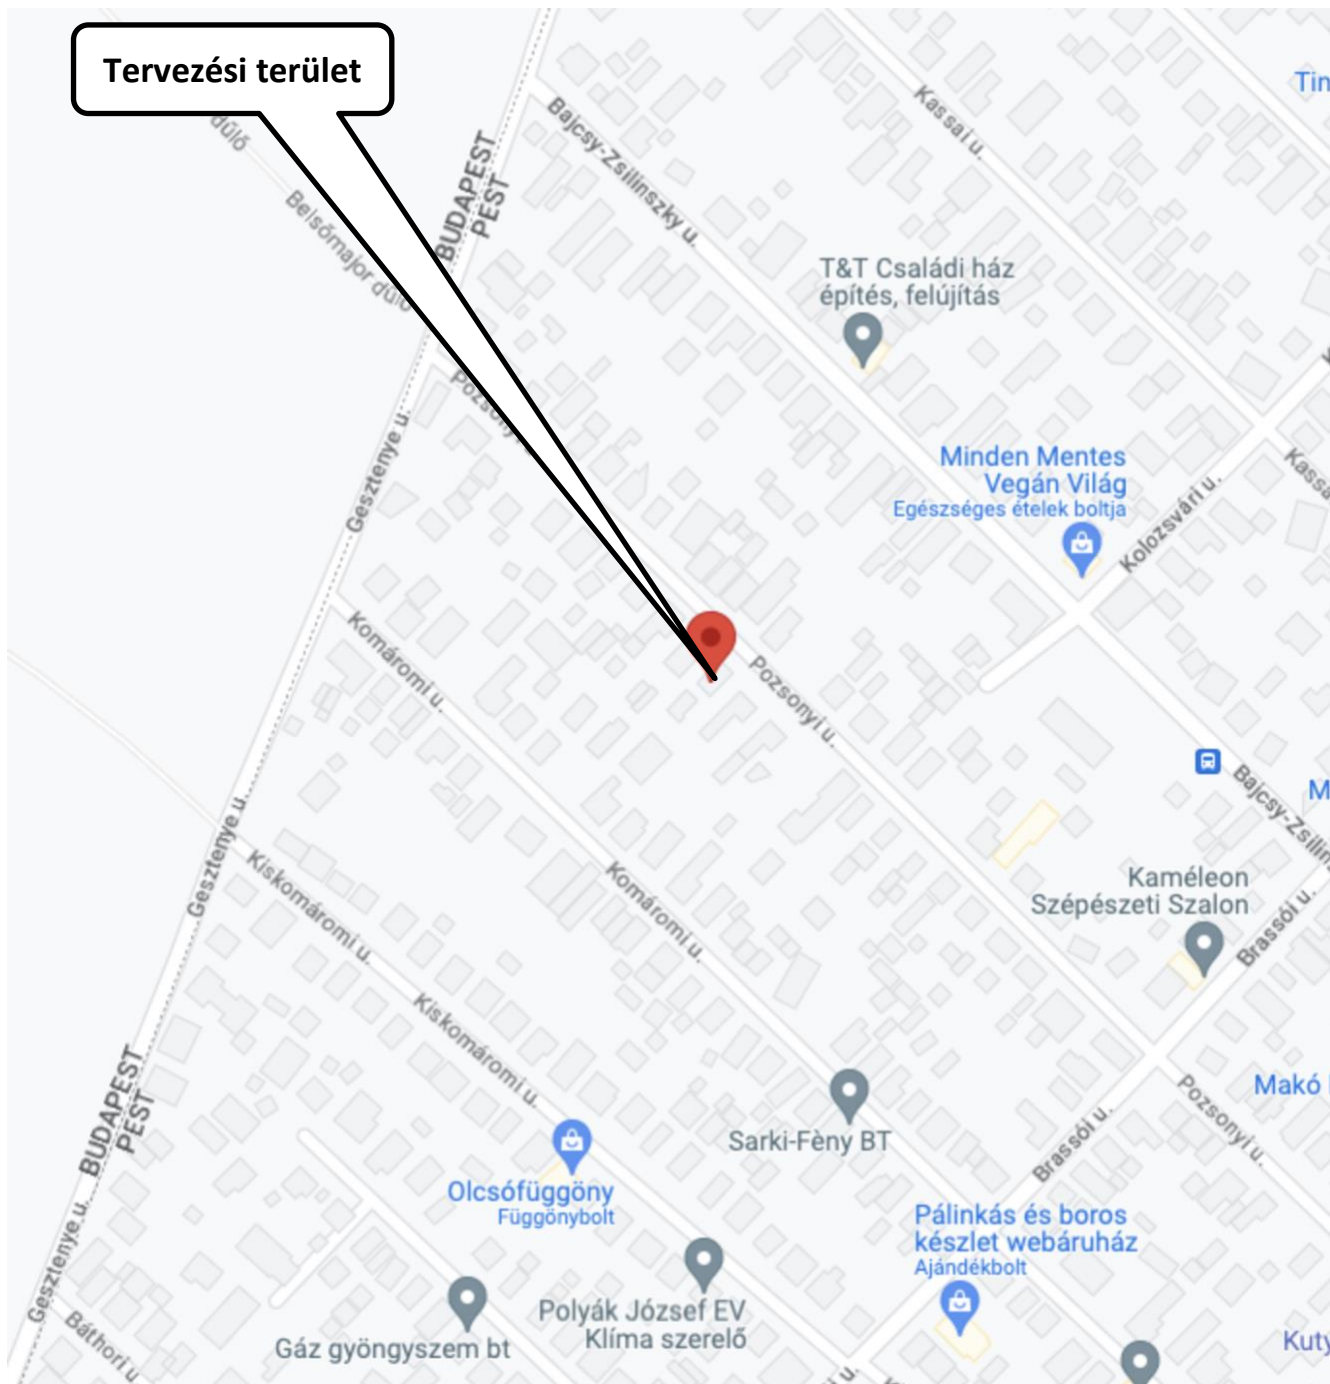 Tervezési terület
Tin
Kassai u.
dűlő
Bajcsy-Zsilinszky u.
BUDAPEST
PEST
Belsőmajor dűlő
T&T Családi ház
építés, felújítás
Pozsonyi u.
Gesztenye u.
Minden Mentes
Vegán Világ
Egészséges ételek boltja
Kassa
Kolozsvári u.
Komáromi u.
Pozsonyi u.
Bajcsy-Zsilin
M
Gesztenye u.
Kiskomáromi u.
Komáromi u.
Kaméleon
Szépészeti Szalon
Brassói u.
Kiskomáromi u.
BUDAPEST
PEST
Makó
Pozsonyi u.
Sarki-Fèny BT
Brassói u.
Olcsófüggöny
Függönybolt
Pálinkás és boros
készlet webáruház
Ajándékbolt
Gesztenye u.
Polyák József EV
Klíma szerelő
Gáz gyöngyszem bt
Báthori u
Kuty
i u.